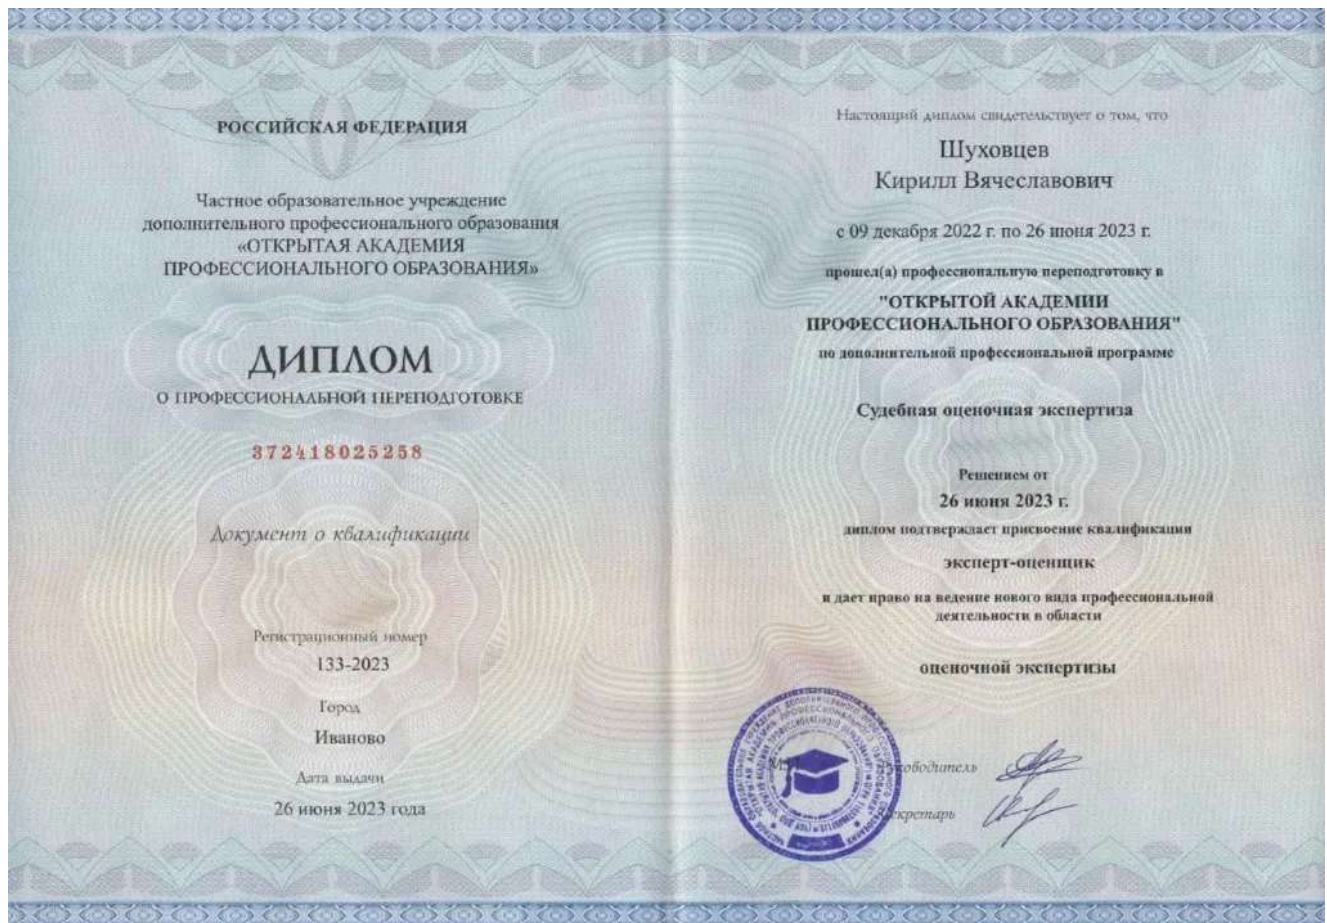 РОССИЙСКАЯ ФЕДЕРАЦИЯ
Частное образовательное учреждение
дополнительного профессионального образования
«ОТКРЫТАЯ АКАДЕМИЯ
ПРОФЕССИОНАЛЬНОГО ОБРАЗОВАНИЯ»
ДИПЛОМ
О ПРОФЕССИОНАЛЬНОЙ ПЕРЕПОДГОТОВКЕ
372418025258
Документ о квалификации
Регистрационный номер
133-2023
Город
Иваново
Дата выдачи
26 июня 2023 года
Настоящий диплом свидетельствует о том, что
Шуховцев
Кирилл Вячеславович
с 09 декабря 2022 г. по 26 июня 2023 г.
прошел(а) профессиональную переподготовку в
"ОТКРЫТОЙ АКАДЕМИИ
ПРОФЕССИОНАЛЬНОГО ОБРАЗОВАНИЯ"
по дополнительной профессиональной программе
Судебная оценочная экспертиза
Решением от
26 июня 2023 г.
диплом подтверждает присвоение квалификации
эксперт-оценщик
и дает право на ведение нового вида профессиональной
деятельности в области
оценочной экспертизы
Руководитель
Секретарь